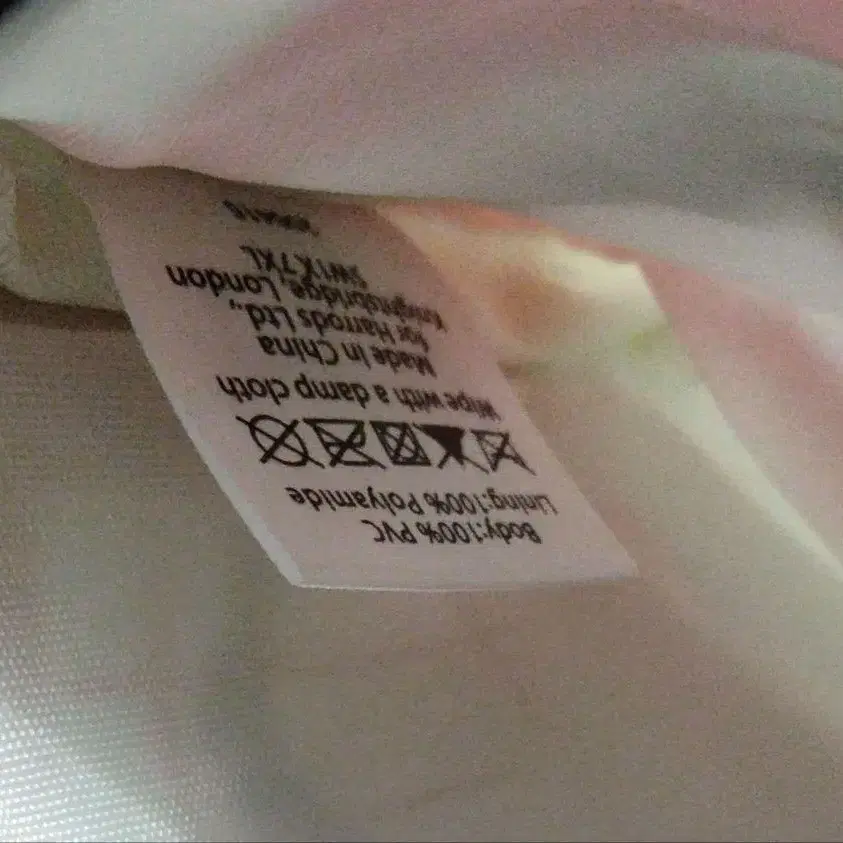 Body:100% PVC
Lining:100% Polyamide
Wipe with a damp cloth
Made in China
for Harrods Ltd.,
Knightsbridge, London
SW1X 7XL